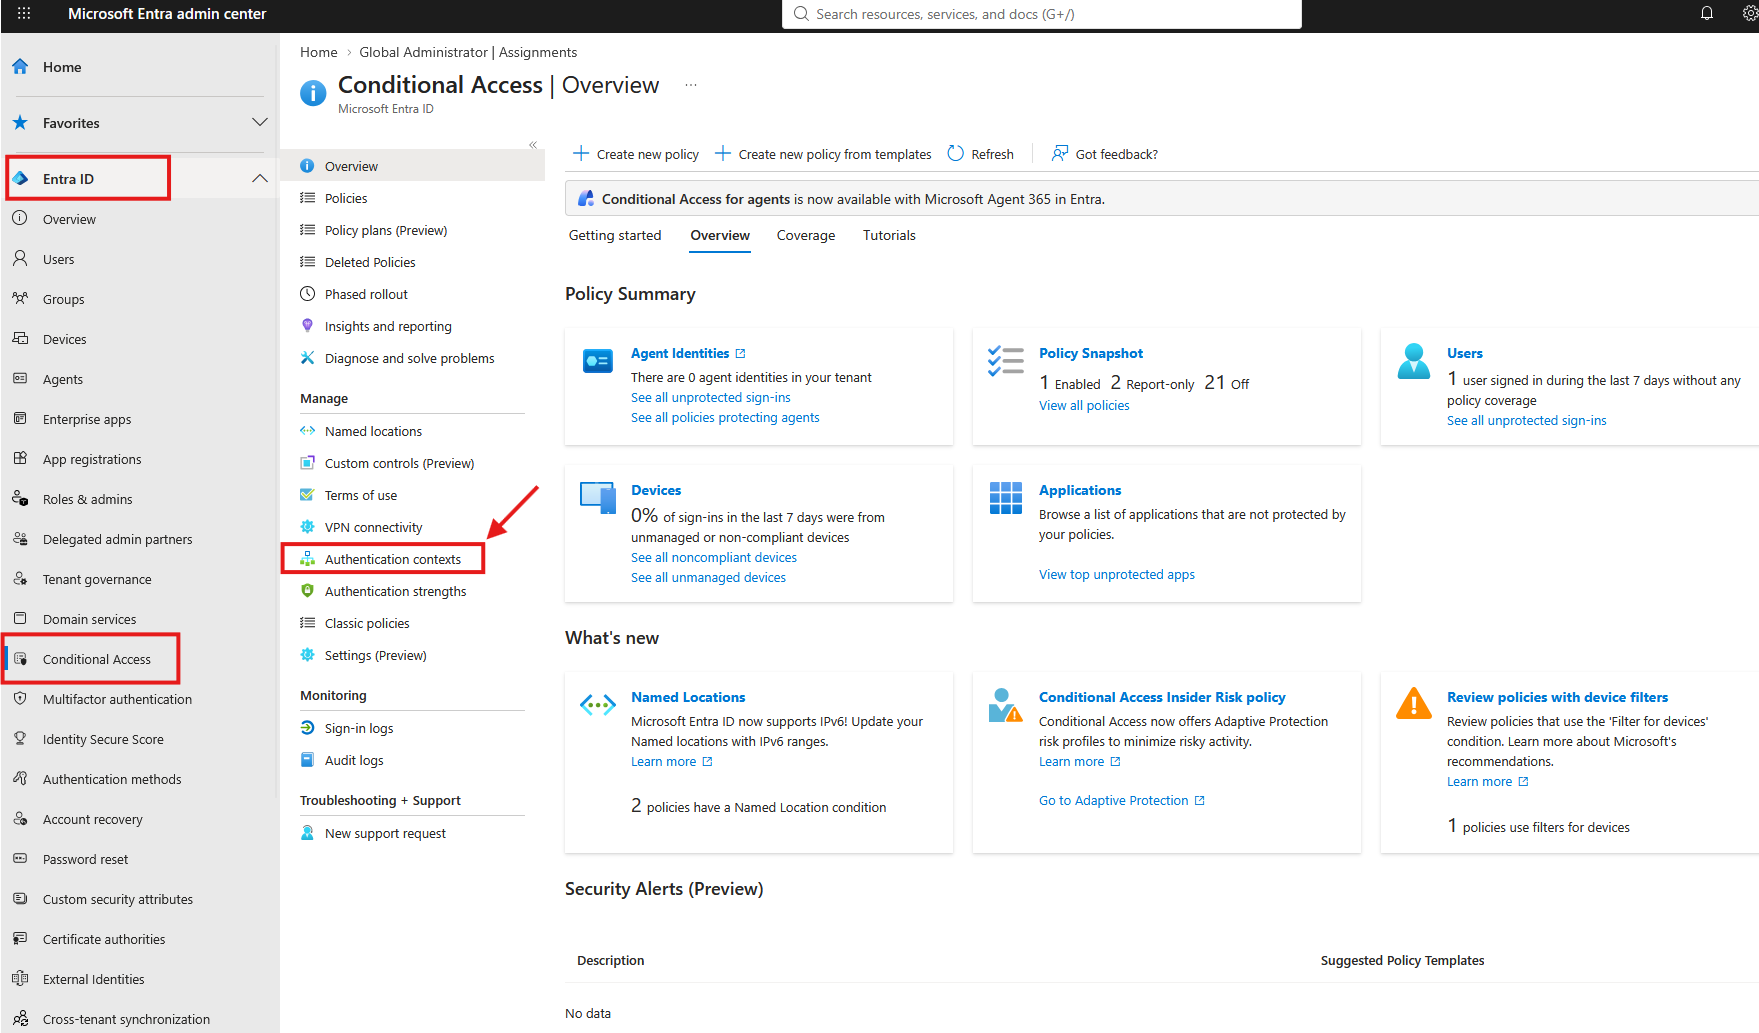 Microsoft Entra admin center
Search resources, services, and docs (G+/)
Home
Favorites
Entra ID
Overview
Users
Groups
Devices
Agents
Enterprise apps
App registrations
Roles & admins
Delegated admin partners
Tenant governance
Domain services
Conditional Access
Multifactor authentication
Identity Secure Score
Authentication methods
Account recovery
Password reset
Custom security attributes
Certificate authorities
External Identities
Cross-tenant synchronization
Home > Global Administrator | Assignments
Conditional Access | Overview ...
Microsoft Entra ID
«
Overview
Policies
Policy plans (Preview)
Deleted Policies
Phased rollout
Insights and reporting
Diagnose and solve problems
Manage
Named locations
Custom controls (Preview)
Terms of use
VPN connectivity
Authentication contexts
Authentication strengths
Classic policies
Settings (Preview)
Monitoring
Sign-in logs
Audit logs
Troubleshooting + Support
New support request
+ Create new policy + Create new policy from templates Refresh Got feedback?
Conditional Access for agents is now available with Microsoft Agent 365 in Entra.
Getting started Overview Coverage Tutorials
Policy Summary
Agent Identities
There are 0 agent identities in your tenant
See all unprotected sign-ins
See all policies protecting agents
Policy Snapshot
1 Enabled 2 Report-only 21 Off
View all policies
Users
1 user signed in during the last 7 days without any
policy coverage
See all unprotected sign-ins
Devices
0% of sign-ins in the last 7 days were from
unmanaged or non-compliant devices
See all noncompliant devices
See all unmanaged devices
Applications
Browse a list of applications that are not protected by
your policies.
View top unprotected apps
What's new
Named Locations
Microsoft Entra ID now supports IPv6! Update your
Named locations with IPv6 ranges.
Learn more
2 policies have a Named Location condition
Conditional Access Insider Risk policy
Conditional Access now offers Adaptive Protection
risk profiles to minimize risky activity.
Learn more
Go to Adaptive Protection
Review policies with device filters
Review policies that use the 'Filter for devices'
condition. Learn more about Microsoft's
recommendations.
Learn more
1 policies use filters for devices
Security Alerts (Preview)
Description Suggested Policy Templates
No data